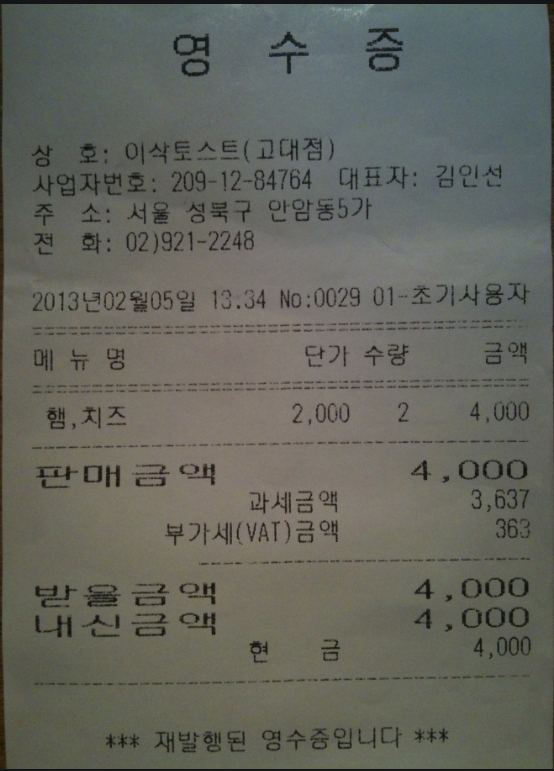 영 수 증
상 호: 이삭토스트(고대점)
사업자번호: 209-12-84764 대표자: 김인선
주 소: 서울 성북구 안암동5가
전 화: 02)921-2248
2013년02월05일 13:34 No:0029 01-초기사용자
메 뉴 명 단가 수량 금액
햄,치즈 2,000 2 4,000
판매금액 4,000
과세금액 3,637
부가세(VAT)금액 363
받을금액 4,000
내신금액 4,000
현 금 4,000
*** 재발행된 영수증입니다 ***